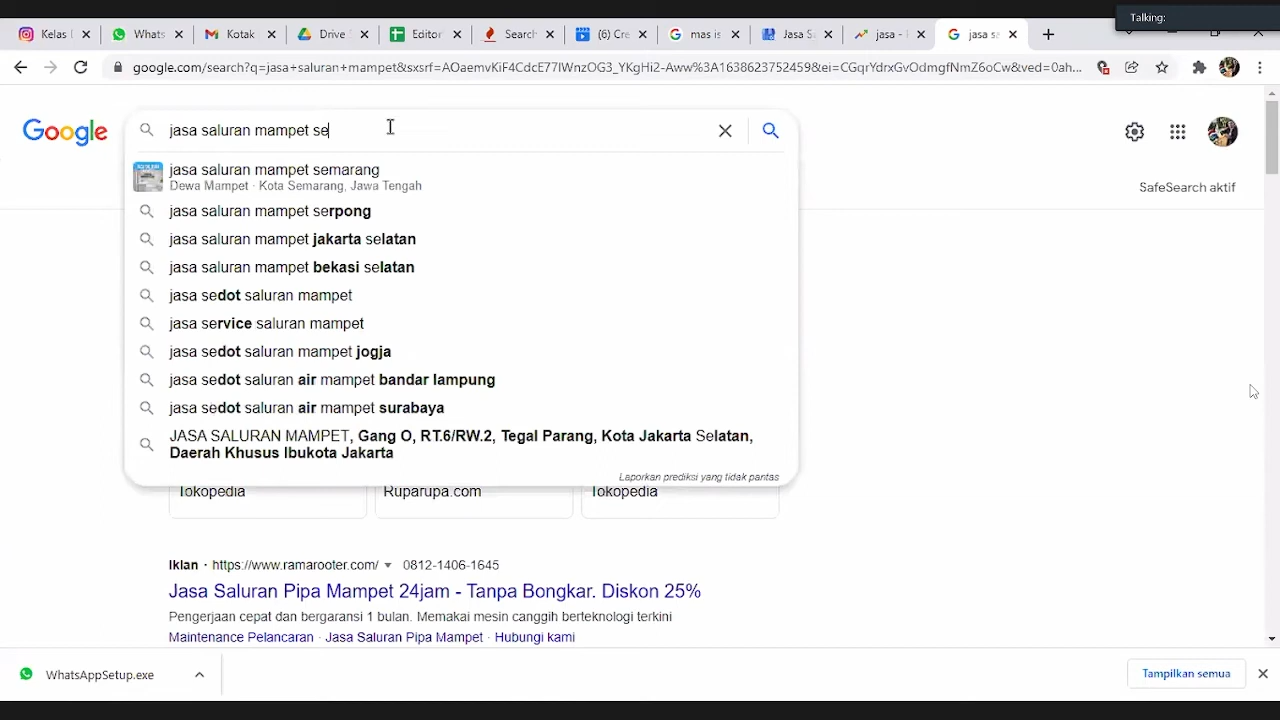 Talking:
Kelas
Whats
Kotak
Drive
Editor
Search
(6) Cre
mas is
Jasa S
jasa -
jasa s
google.com/search?q=jasa+saluran+mampet&sxsrf=AOaemvKiF4CdcE77IWnzOG3_YKgHi2-Aww%3A1638623752459&ei=CGqrYdrxGvOdmgfNmZ6oCw&ved=0ah...
Google
jasa saluran mampet se
SafeSearch aktif
jasa saluran mampet semarang
Dewa Mampet · Kota Semarang, Jawa Tengah
jasa saluran mampet serpong
jasa saluran mampet jakarta selatan
jasa saluran mampet bekasi selatan
jasa sedot saluran mampet
jasa service saluran mampet
jasa sedot saluran mampet jogja
jasa sedot saluran air mampet bandar lampung
jasa sedot saluran air mampet surabaya
JASA SALURAN MAMPET, Gang O, RT.6/RW.2, Tegal Parang, Kota Jakarta Selatan,
Daerah Khusus Ibukota Jakarta
Laporkan prediksi yang tidak pantas
Tokopedia
Ruparupa.com
Tokopedia
Iklan · https://www.ramarooter.com/ 0812-1406-1645
Jasa Saluran Pipa Mampet 24jam - Tanpa Bongkar. Diskon 25%
Pengerjaan cepat dan bergaransi 1 bulan. Memakai mesin canggih berteknologi terkini
Maintenance Pelancaran · Jasa Saluran Pipa Mampet · Hubungi kami
WhatsAppSetup.exe
Tampilkan semua